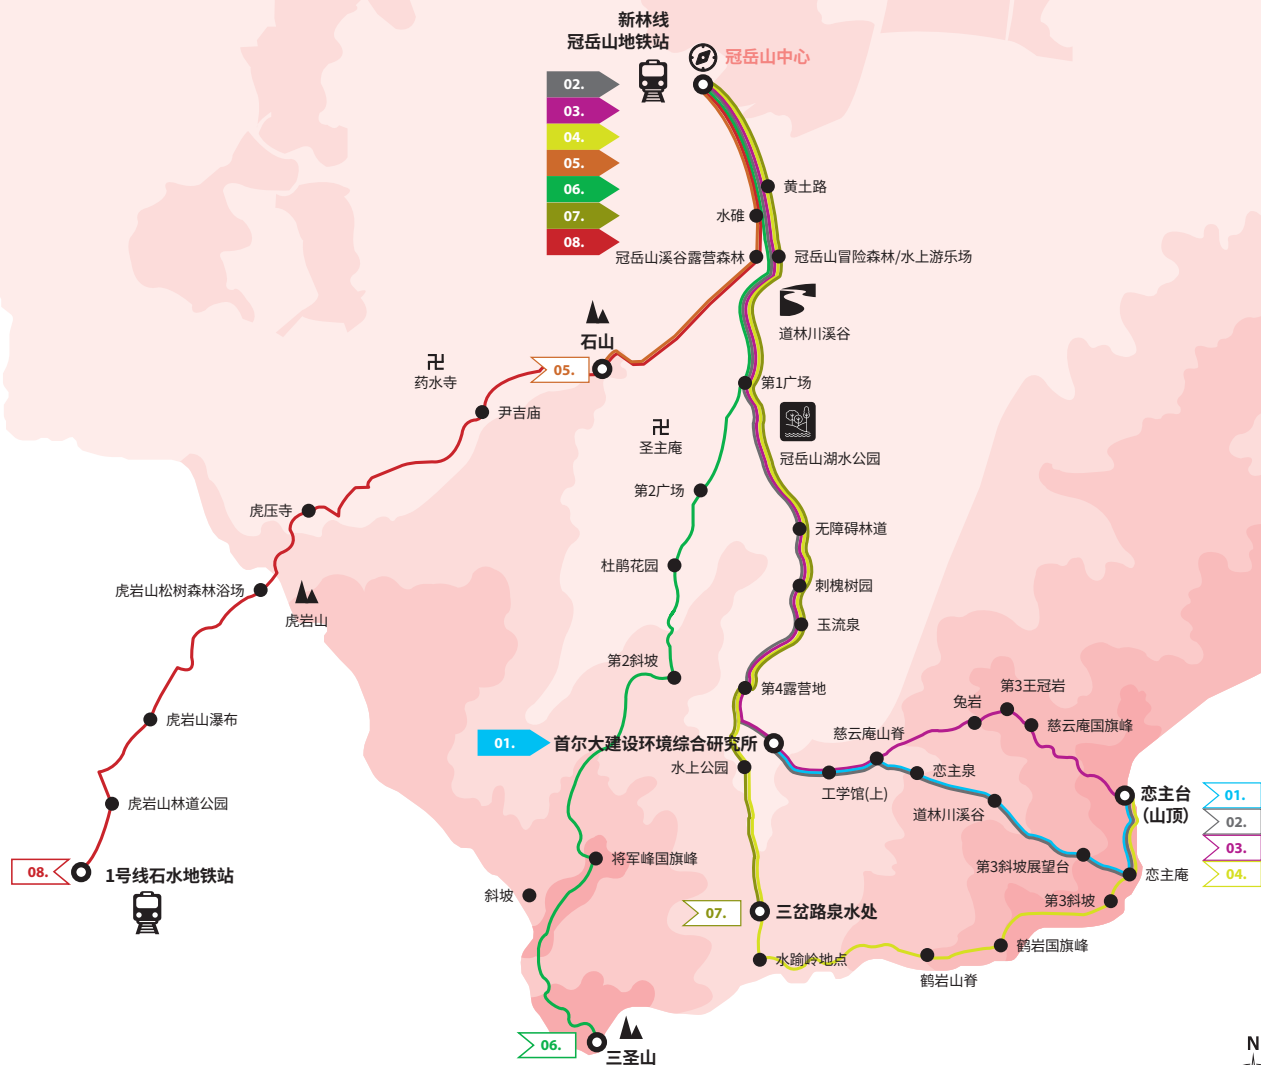 新林线
冠岳山地铁站
冠岳山中心
02.
03.
04.
05.
06.
07.
08.
黄土路
水碓
冠岳山溪谷露营森林
冠岳山冒险森林/水上游乐场
道林川溪谷
石山
05.
药水寺
尹吉庙
第1广场
圣主庵
冠岳山湖水公园
第2广场
虎压寺
无障碍林道
杜鹃花园
刺槐树园
虎岩山松树森林浴场
虎岩山
玉流泉
第2斜坡
第4露营地
第3王冠岩
兔岩
慈云庵国旗峰
虎岩山瀑布
慈云庵山脊
01.
首尔大建设环境综合研究所
水上公园
恋主泉
工学馆(上)
恋主台
(山顶)
01.
02.
03.
04.
虎岩山林道公园
道林川溪谷
将军峰国旗峰
第3斜坡展望台
恋主庵
08.
1号线石水地铁站
斜坡
第3斜坡
07.
三岔路泉水处
鹤岩国旗峰
水踰岭地点
鹤岩山脊
06.
三圣山
N